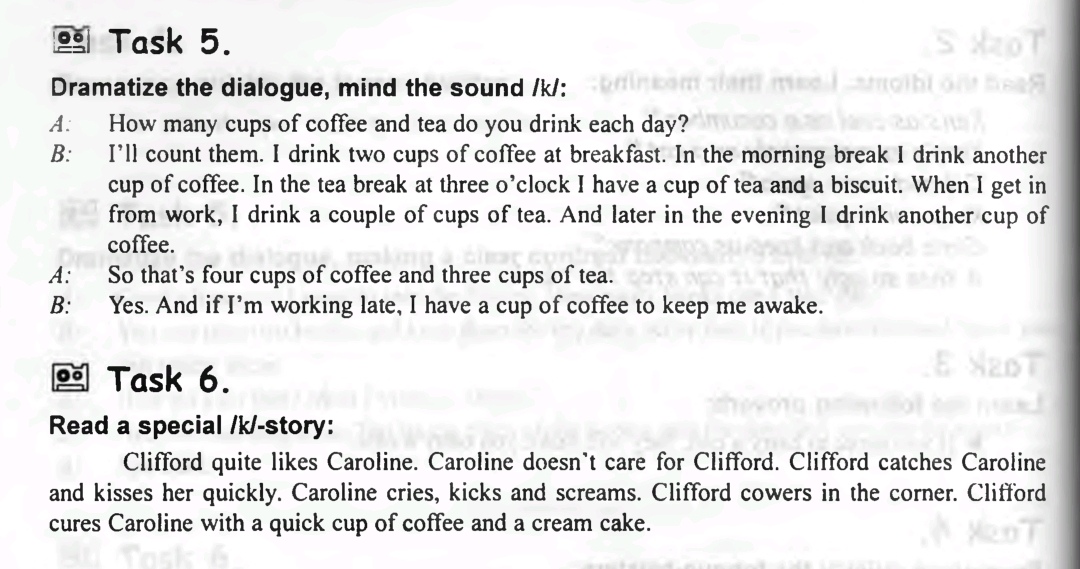 Task 5.
Dramatize the dialogue, mind the sound /k/:
A: How many cups of coffee and tea do you drink each day?
B: I'll count them. I drink two cups of coffee at breakfast. In the morning break I drink another
cup of coffee. In the tea break at three o'clock I have a cup of tea and a biscuit. When I get in
from work, I drink a couple of cups of tea. And later in the evening I drink another cup of
coffee.
A: So that's four cups of coffee and three cups of tea.
B: Yes. And if I'm working late, I have a cup of coffee to keep me awake.
Task 6.
Read a special /k/-story:
Clifford quite likes Caroline. Caroline doesn't care for Clifford. Clifford catches Caroline
and kisses her quickly. Caroline cries, kicks and screams. Clifford cowers in the corner. Clifford
cures Caroline with a quick cup of coffee and a cream cake.